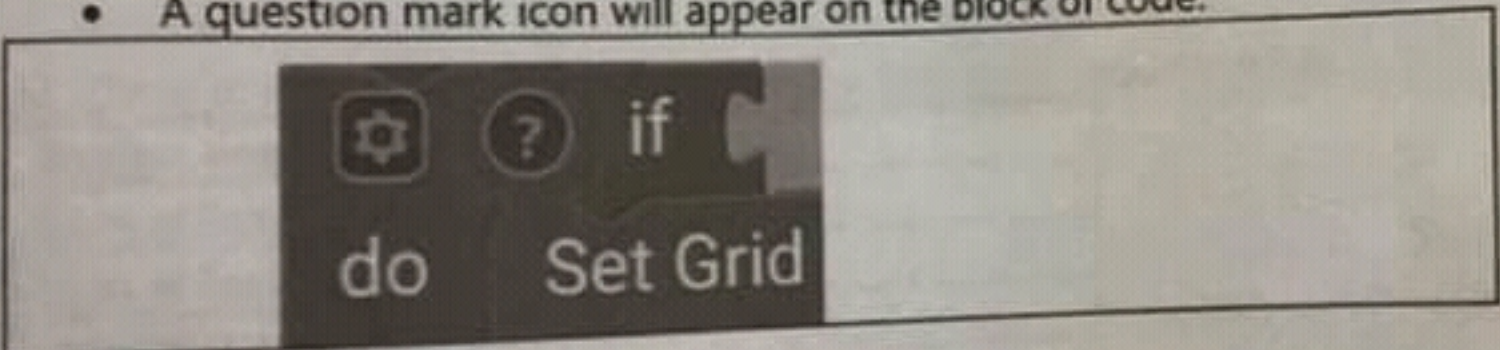 • A question mark icon will appear on the block of code.
? if
do Set Grid